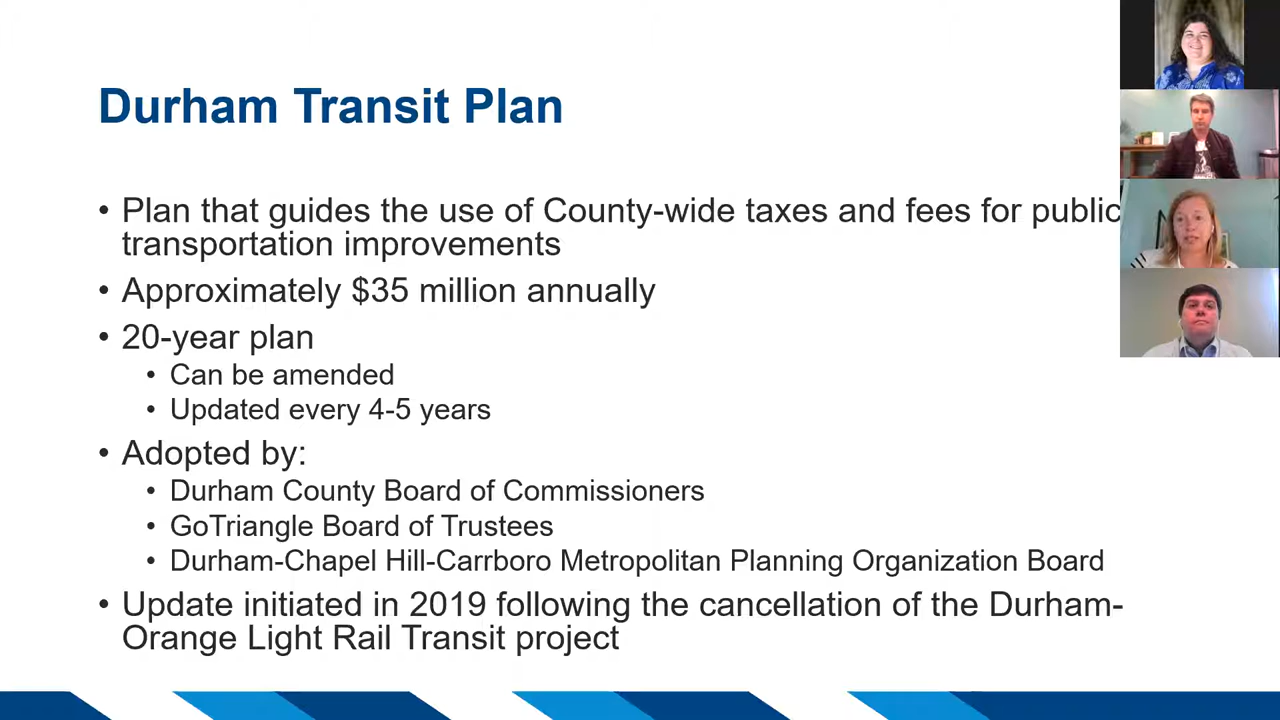 Durham Transit Plan
• Plan that guides the use of County-wide taxes and fees for public
transportation improvements
• Approximately $35 million annually
• 20-year plan
• Can be amended
• Updated every 4-5 years
• Adopted by:
• Durham County Board of Commissioners
• GoTriangle Board of Trustees
• Durham-Chapel Hill-Carrboro Metropolitan Planning Organization Board
• Update initiated in 2019 following the cancellation of the Durham-
Orange Light Rail Transit project